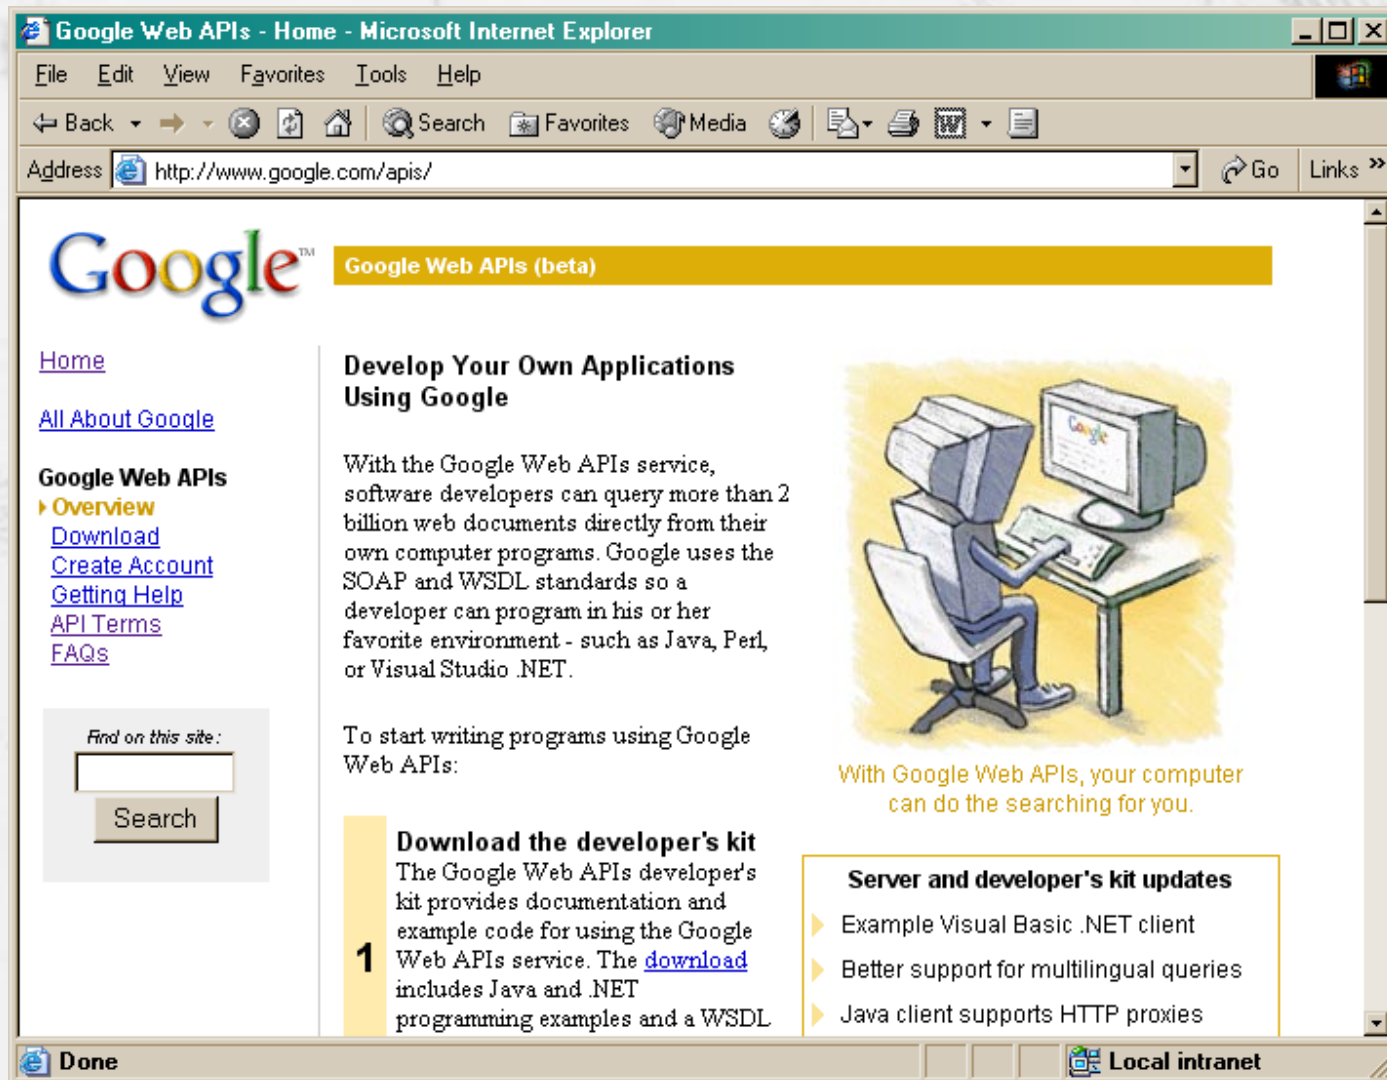 Google Web APIs - Home - Microsoft Internet Explorer
File Edit View Favorites Tools Help
Back Search Favorites Media
Address http://www.google.com/apis/ Go Links »
Google™
Google Web APIs (beta)
Home
All About Google
Google Web APIs
Overview
Download
Create Account
Getting Help
API Terms
FAQs
Find on this site:
Search
Develop Your Own Applications
Using Google
With the Google Web APIs service,
software developers can query more than 2
billion web documents directly from their
own computer programs. Google uses the
SOAP and WSDL standards so a
developer can program in his or her
favorite environment - such as Java, Perl,
or Visual Studio .NET.
To start writing programs using Google
Web APIs:
1
Download the developer's kit
The Google Web APIs developer's
kit provides documentation and
example code for using the Google
Web APIs service. The download
includes Java and .NET
programming examples and a WSDL
Google
With Google Web APIs, your computer
can do the searching for you.
Server and developer's kit updates
Example Visual Basic .NET client
Better support for multilingual queries
Java client supports HTTP proxies
Done
Local intranet